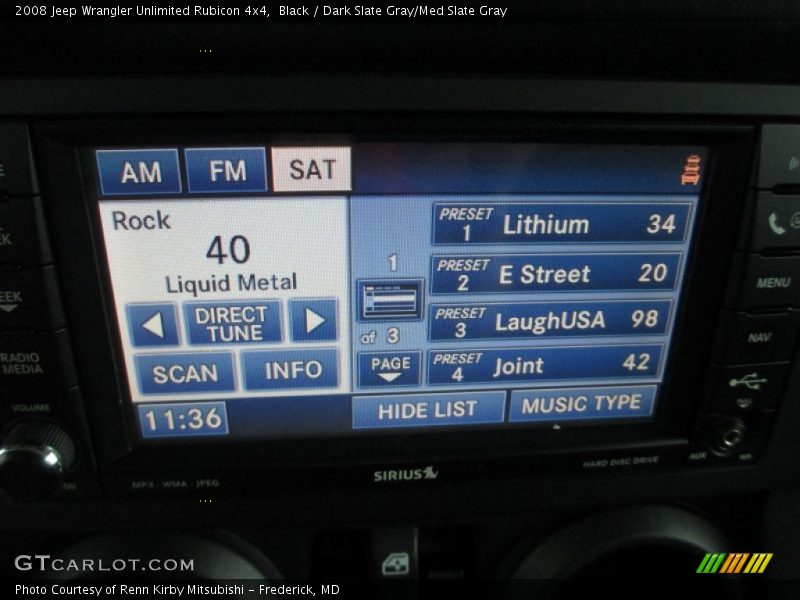 2008 Jeep Wrangler Unlimited Rubicon 4x4,  Black / Dark Slate Gray/Med Slate Gray
AM
FM
SAT
Rock
40
Liquid Metal
DIRECT
TUNE
SCAN
INFO
11:36
1
of 3
PAGE
PRESET
1
Lithium
34
PRESET
2
E Street
20
PRESET
3
LaughUSA
98
PRESET
4
Joint
42
HIDE LIST
MUSIC TYPE
RADIO
MEDIA
VOLUME
MENU
NAV
AUX
MP3 · WMA · JPEG
SIRIUS
HARD DISC DRIVE
GTCARLOT.COM
Photo Courtesy of Renn Kirby Mitsubishi – Frederick, MD